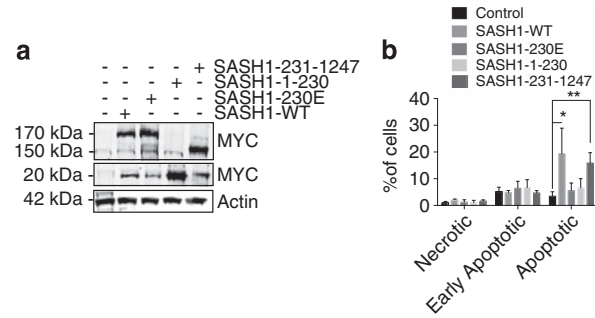 a
- - - - + SASH1-231-1247
- - - + - SASH1-1-230
- - + - - SASH1-230E
- + - - - SASH1-WT
170 kDa - MYC
150 kDa -
20 kDa - MYC
42 kDa - Actin
b
Control
SASH1-WT
SASH1-230E
SASH1-1-230
SASH1-231-1247
%of cells
40
30
20
10
0
**
*
Necrotic
Early Apoptotic
Apoptotic